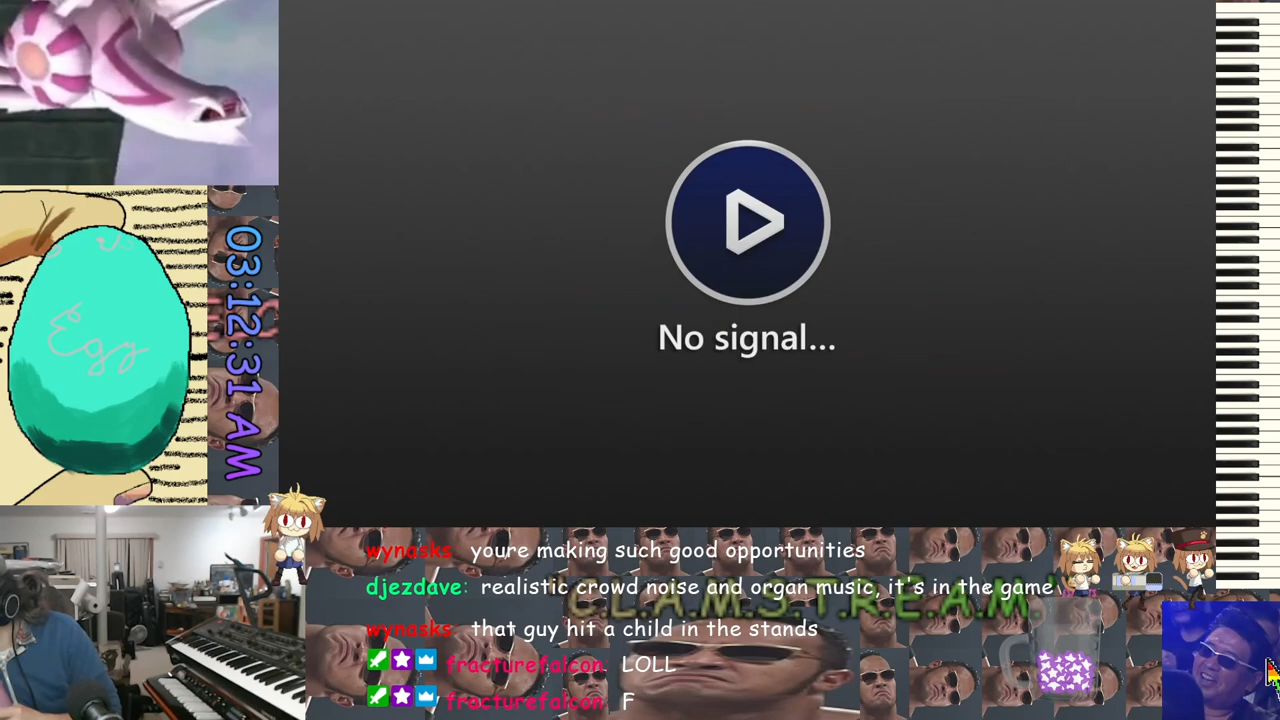 No signal...
Egg
03:12:31 AM
wynasks: youre making such good opportunities
djezdave: realistic crowd noise and organ music, it's in the game
C.L.A.M.S.T.R.E.A.M.
wynasks: that guy hit a child in the stands
fracturefalcon: LOLL
fracturefalcon: F